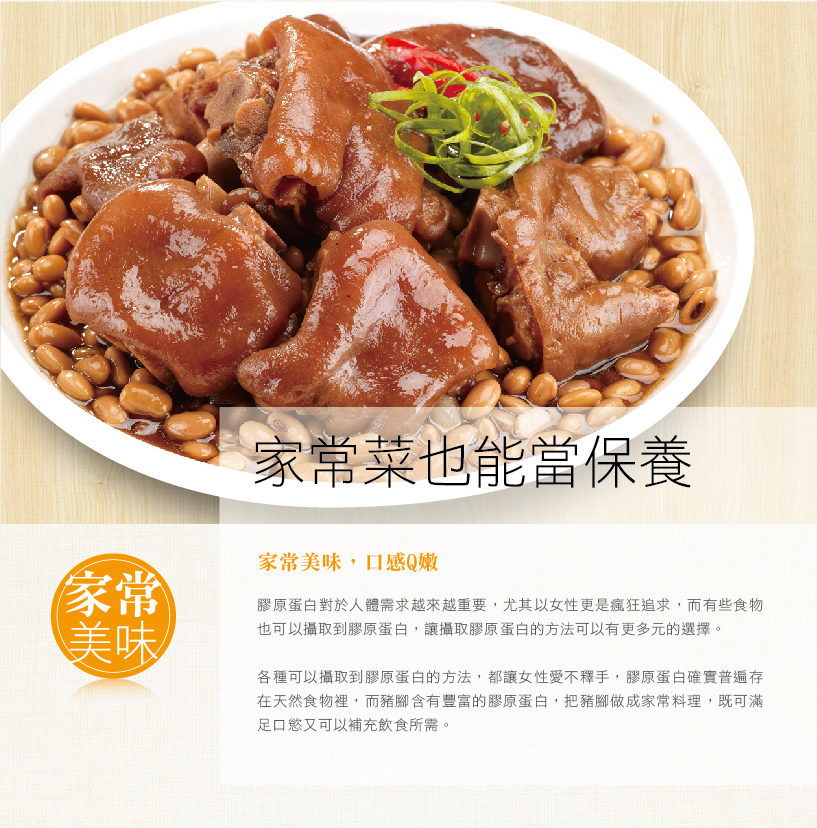 家常菜也能當保養
家常
美味
家常美味，口感Q嫩
膠原蛋白對於人體需求越來越重要，尤其以女性更是瘋狂追求，而有些食物
也可以攝取到膠原蛋白，讓攝取膠原蛋白的方法可以有更多元的選擇。
各種可以攝取到膠原蛋白的方法，都讓女性愛不釋手，膠原蛋白確實普遍存
在天然食物裡，而豬腳含有豐富的膠原蛋白，把豬腳做成家常料理，既可滿
足口慾又可以補充飲食所需。